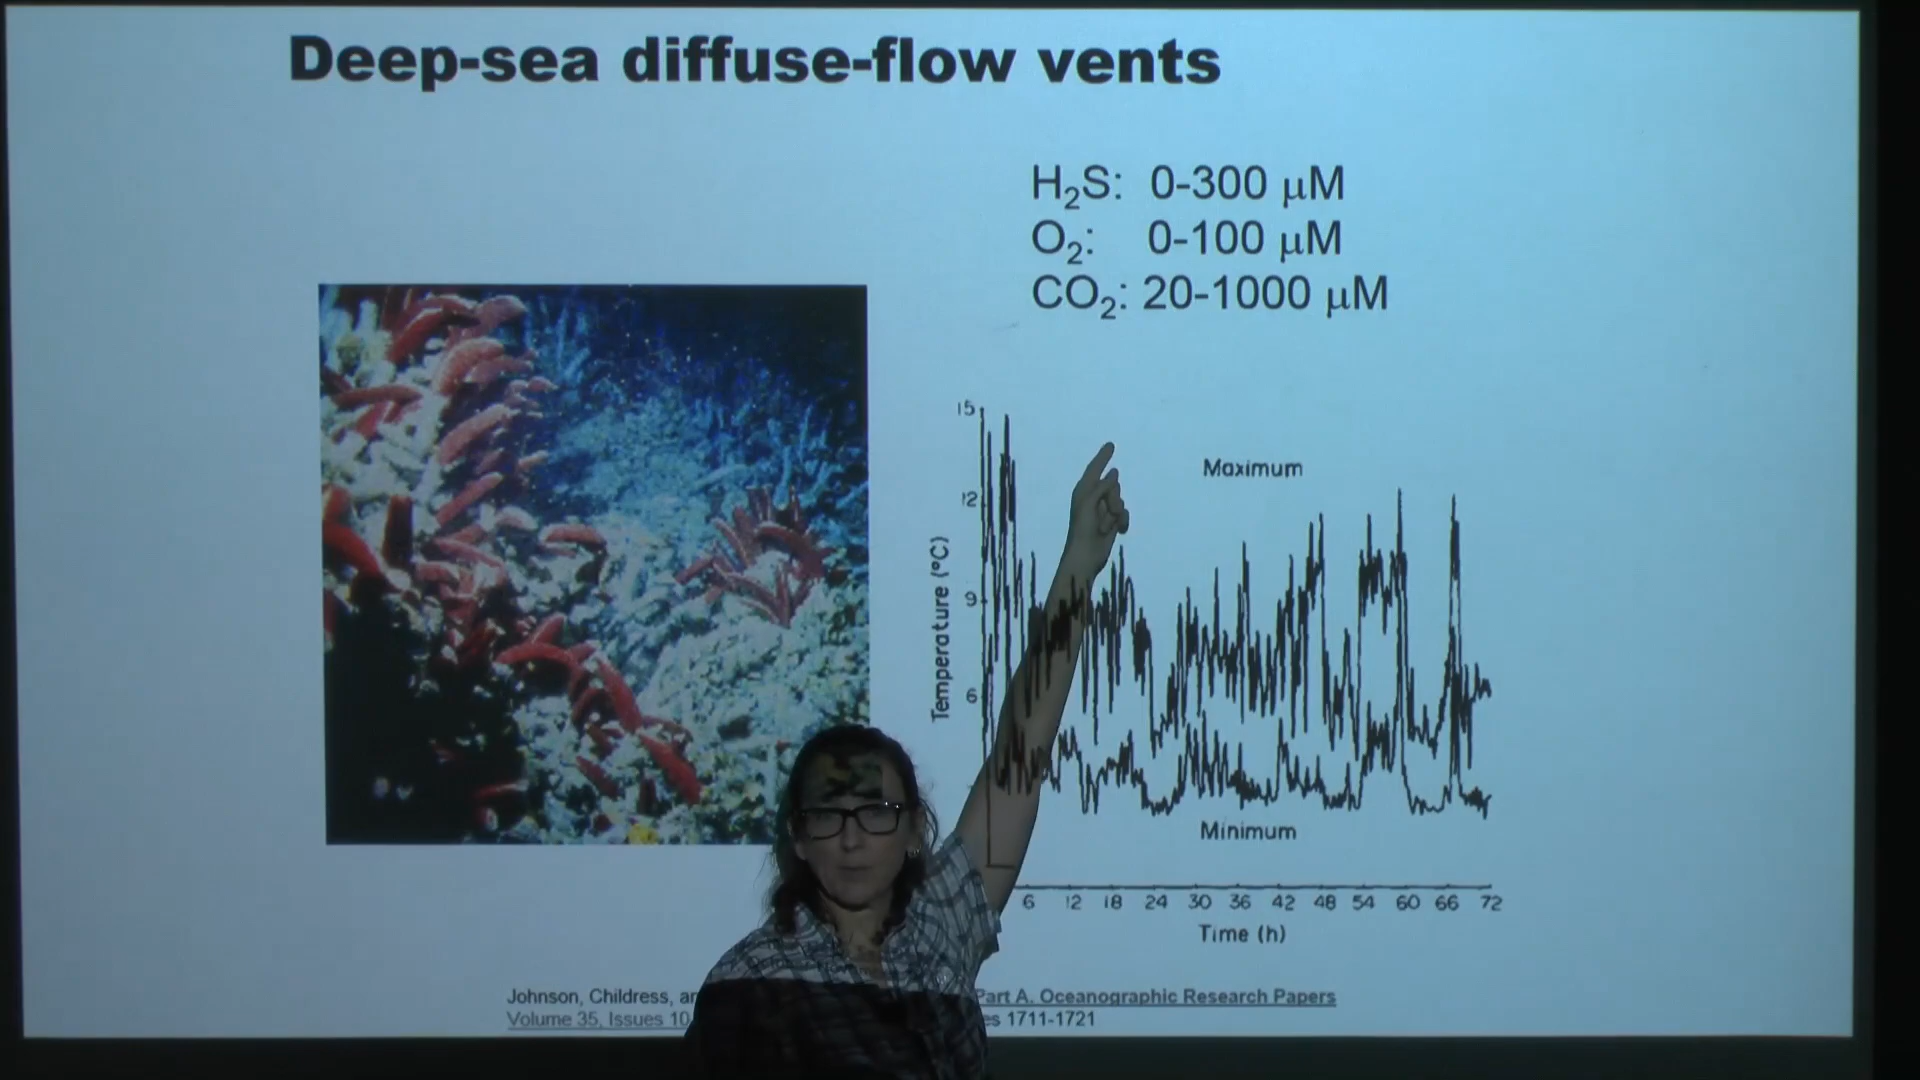 Deep-sea diffuse-flow vents
H₂S: 0-300 μM
O₂: 0-100 μM
CO₂: 20-1000 μM
15
12
9
6
Temperature (°C)
Maximum
Minimum
6 12 18 24 30 36 42 48 54 60 66 72
Time (h)
Johnson, Childress, Part A. Oceanographic Research Papers
Volume 35, Issues 10 1711-1721